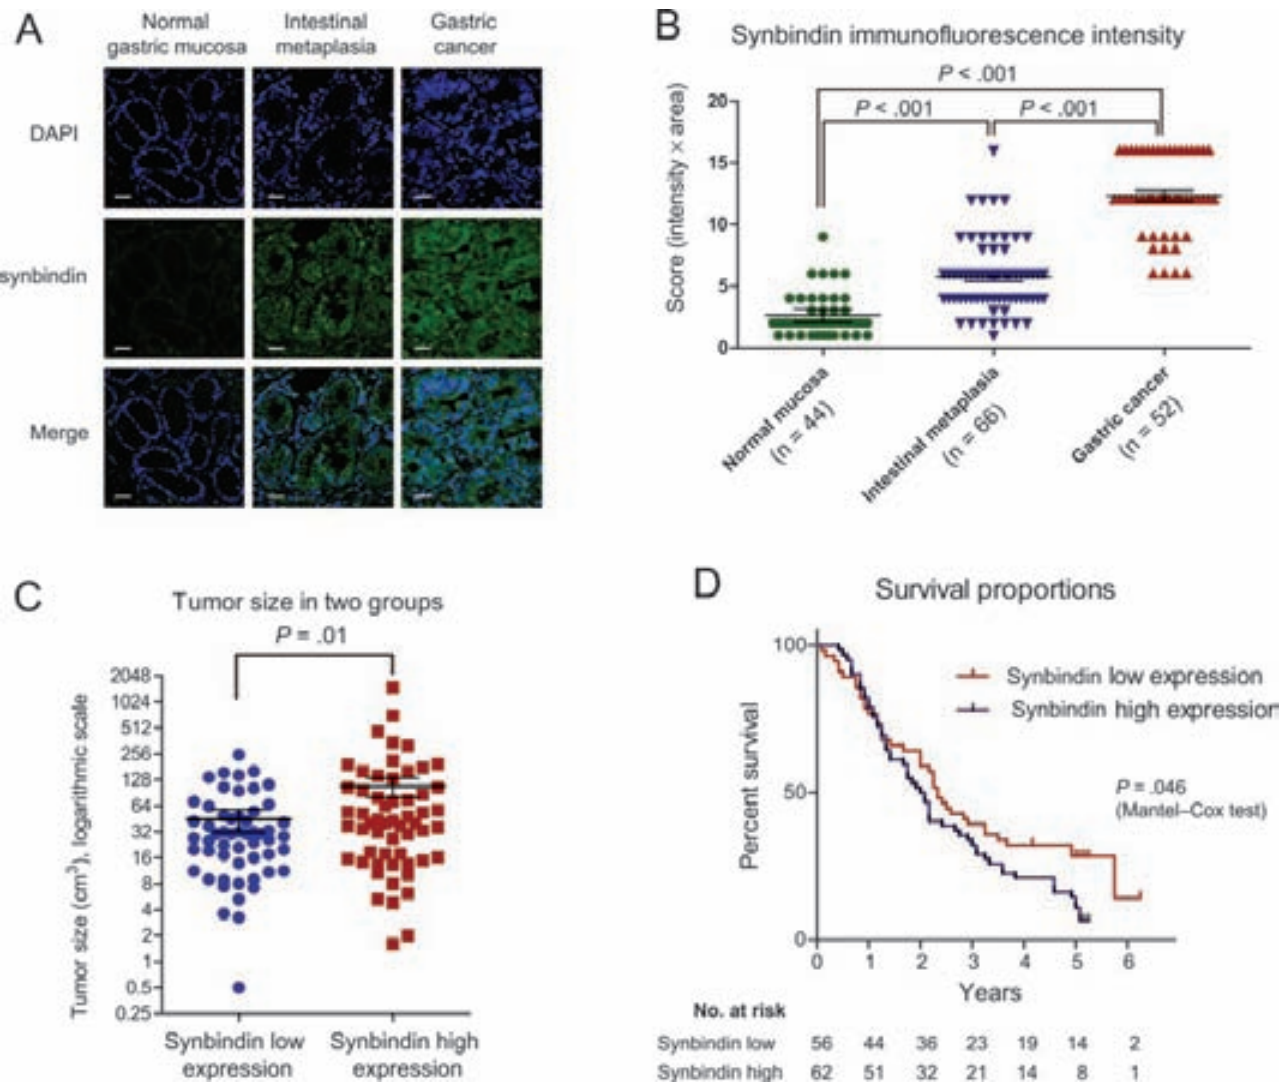 A
Normal
gastric mucosa
Intestinal
metaplasia
Gastric
cancer
DAPI
synbindin
Merge
B
Synbindin immunofluorescence intensity
P < .001
P < .001
P < .001
Score (intensity × area)
20
15
10
5
0
Normal mucosa
(n = 44)
Intestinal metaplasia
(n = 66)
Gastric cancer
(n = 52)
C
Tumor size in two groups
P = .01
Tumor size (cm³), logarithmic scale
2048
1024
512
256
128
64
32
16
8
4
2
1
0.5
0.25
Synbindin low
expression
Synbindin high
expression
D
Survival proportions
Synbindin low expression
Synbindin high expression
P = .046
(Mantel–Cox test)
Percent survival
100
50
0
0 1 2 3 4 5 6
Years
No. at risk
Synbindin low 56 44 36 23 19 14 2
Synbindin high 62 51 32 21 14 8 1